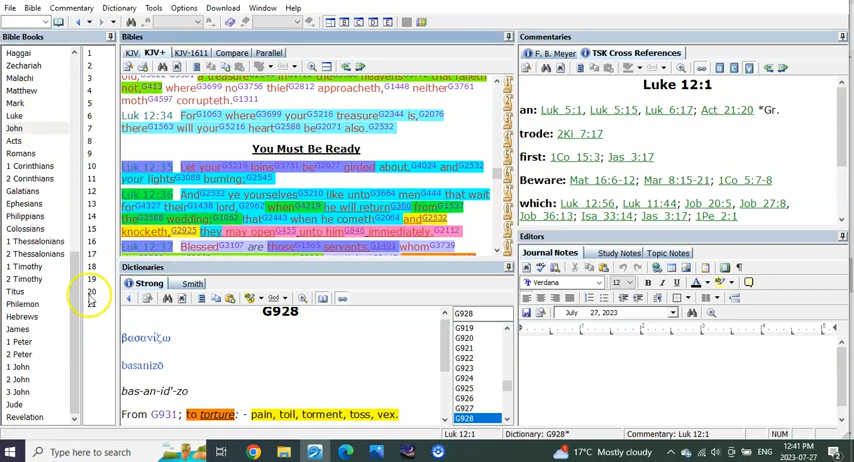 File Bible Commentary Dictionary Tools Options Download Window Help
Bible Books
Haggai 1
Zechariah 2
Malachi 3
Matthew 4
Mark 5
Luke 6
John 7
Acts 8
Romans 9
1 Corinthians 10
2 Corinthians 11
Galatians 12
Ephesians 13
Philippians 14
Colossians 15
1 Thessalonians 16
2 Thessalonians 17
1 Timothy 18
2 Timothy 19
Titus 20
Philemon
Hebrews
James
1 Peter
2 Peter
1 John
2 John
3 John
Jude
Revelation
Bibles
KJV KJV+ KJV-1611 Compare Parallel
not,G413 whereG3699 noG3756 thiefG2812 approacheth,G1448 neitherG3761
mothG4597 corrupteth.G1311
Luk 12:34 ForG1063 whereG3699 yourG5216 treasureG2344 is,G2076
thereG1563 will yourG5216 heartG2588 beG2071 also.G2532
You Must Be Ready
Luk 12:35 Let yourG5216 loinsG3751 beG2077 girded about,G4024 andG2532
your lightsG3088 burning;G2545
Luk 12:36 AndG2532 ye yourselvesG5210 like untoG3664 menG444 that wait
forG4327 theirG1438 lord,G2962 whenG4219 he will returnG360 fromG1537
theG3588 wedding;G1062 thatG2443 when he comethG2064 andG2532
knocketh,G2925 they may openG455 unto himG846 immediately.G2112
Luk 12:37 BlessedG3107 are thoseG1565 servants,G1401 whomG3739
Dictionaries
Strong Smith
G928
βασανίζω
basanizō
bas-an-id'-zo
From G931; to torture: - pain, toil, torment, toss, vex.
G928
G919
G920
G921
G922
G923
G924
G925
G926
G927
G928
Commentaries
F. B. Meyer TSK Cross References
Luke 12:1
an: Luk 5:1, Luk 5:15, Luk 6:17; Act 21:20 *Gr.
trode: 2Ki 7:17
first: 1Co 15:3; Jas 3:17
Beware: Mat 16:6-12; Mar 8:15-21; 1Co 5:7-8
which: Luk 12:56, Luk 11:44; Job 20:5, Job 27:8,
Job 36:13; Isa 33:14; Jas 3:17; 1Pe 2:1
Editors
Journal Notes Study Notes Topic Notes
Verdana 12 B I U A
July 27, 2023
1 2 3 4 5
Luk 12:1 Dictionary: G928* Commentary: Luk 12:1 NUM
Type here to search
17°C Mostly cloudy ENG 12:41 PM 2023-07-27 2